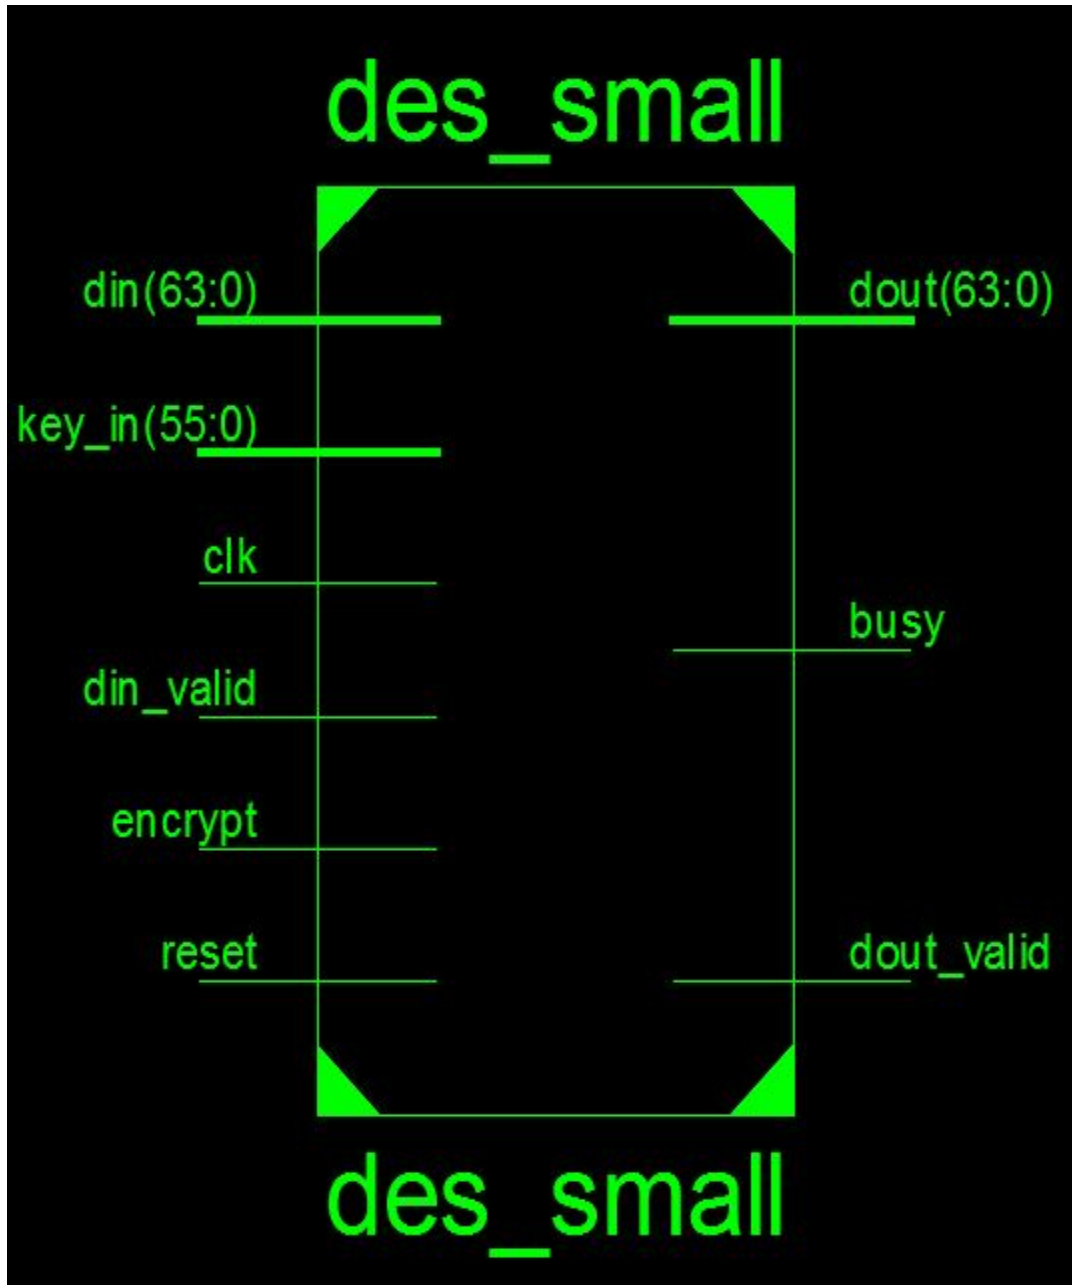 des_small
din(63:0)
dout(63:0)
key_in(55:0)
clk
busy
din_valid
encrypt
reset
dout_valid
des_small